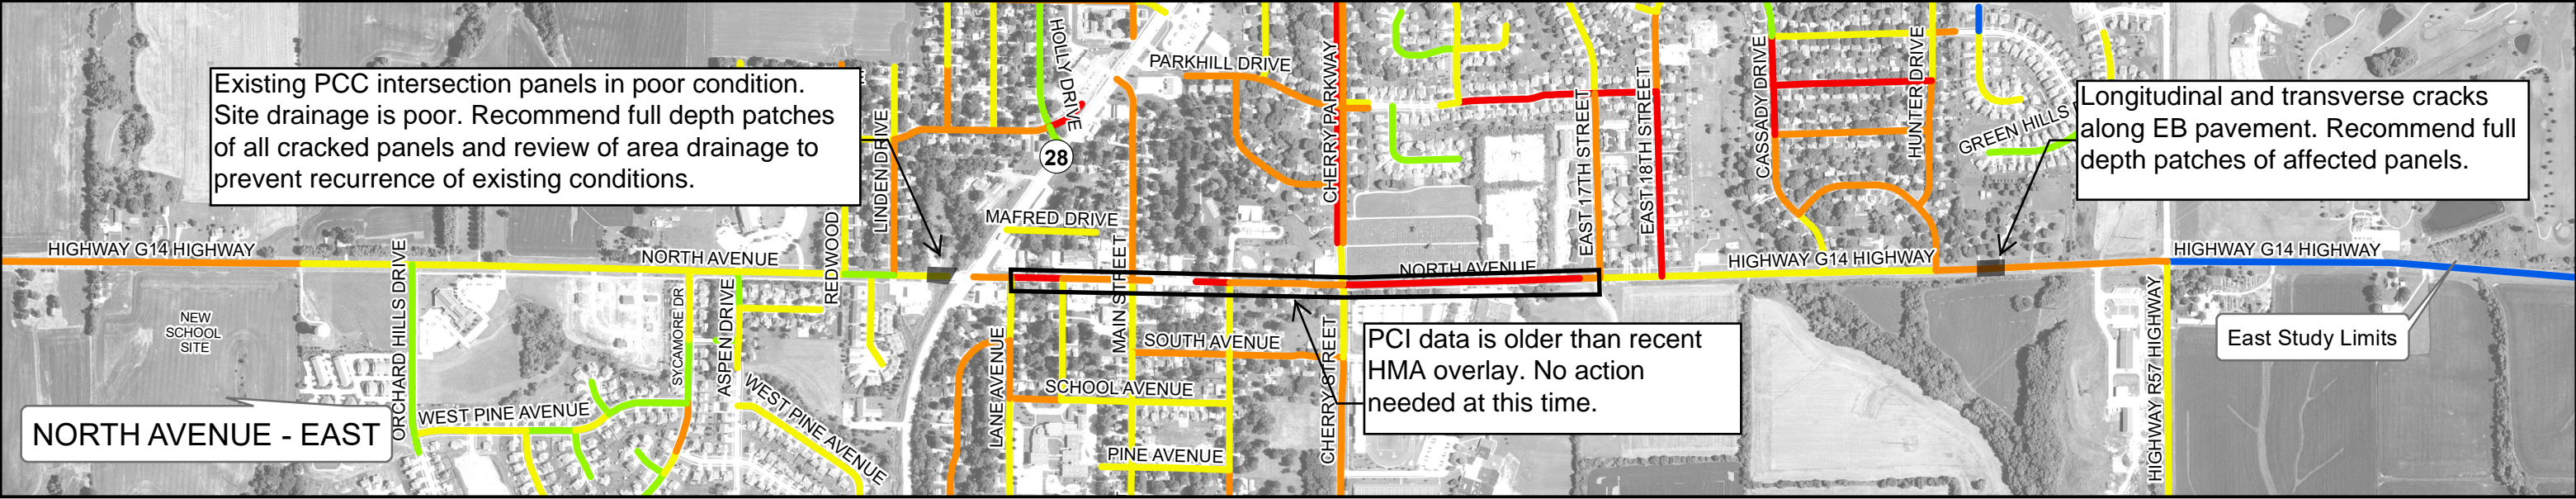 Existing PCC intersection panels in poor condition.
Site drainage is poor. Recommend full depth patches
of all cracked panels and review of area drainage to
prevent recurrence of existing conditions.
Longitudinal and transverse cracks
along EB pavement. Recommend full
depth patches of affected panels.
PCI data is older than recent
HMA overlay. No action
needed at this time.
HOLLY DRIVE
28
PARKHILL DRIVE
CHERRY PARKWAY
LINDEN DRIVE
REDWOOD
MAFRED DRIVE
MAIN STREET
EAST 17TH STREET
EAST 18TH STREET
CASSADY DRIVE
HUNTER DRIVE
GREEN HILLS
HIGHWAY G14 HIGHWAY
NORTH AVENUE
NORTH AVENUE
HIGHWAY G14 HIGHWAY
HIGHWAY G14 HIGHWAY
NEW
SCHOOL
SITE
ORCHARD HILLS DRIVE
SYCAMORE DR
ASPEN DRIVE
WEST PINE AVENUE
WEST PINE AVENUE
LANE AVENUE
SOUTH AVENUE
SCHOOL AVENUE
PINE AVENUE
CHERRY STREET
HIGHWAY R57 HIGHWAY
East Study Limits
NORTH AVENUE - EAST